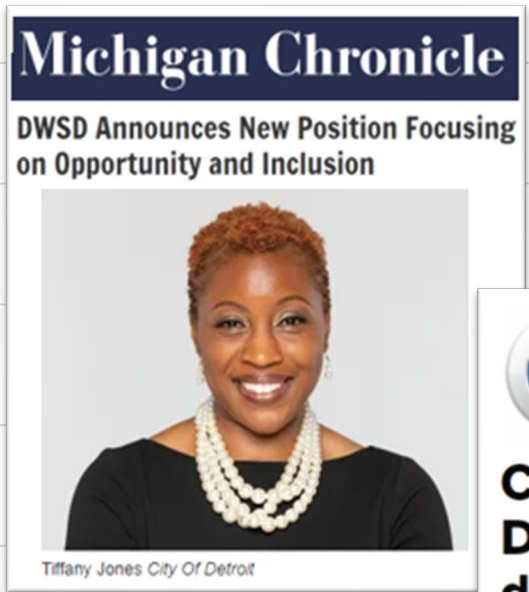 Michigan Chronicle
DWSD Announces New Position Focusing
on Opportunity and Inclusion
Tiffany Jones City Of Detroit
C
D
d